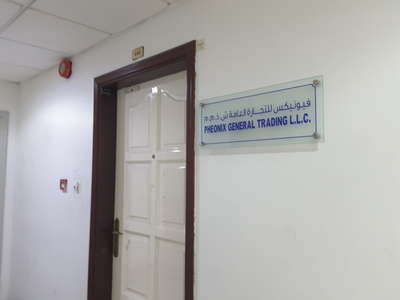 فيونيكس للتجارة العامة ش.ذ.م.م
PHEONIX GENERAL TRADING L.L.C.